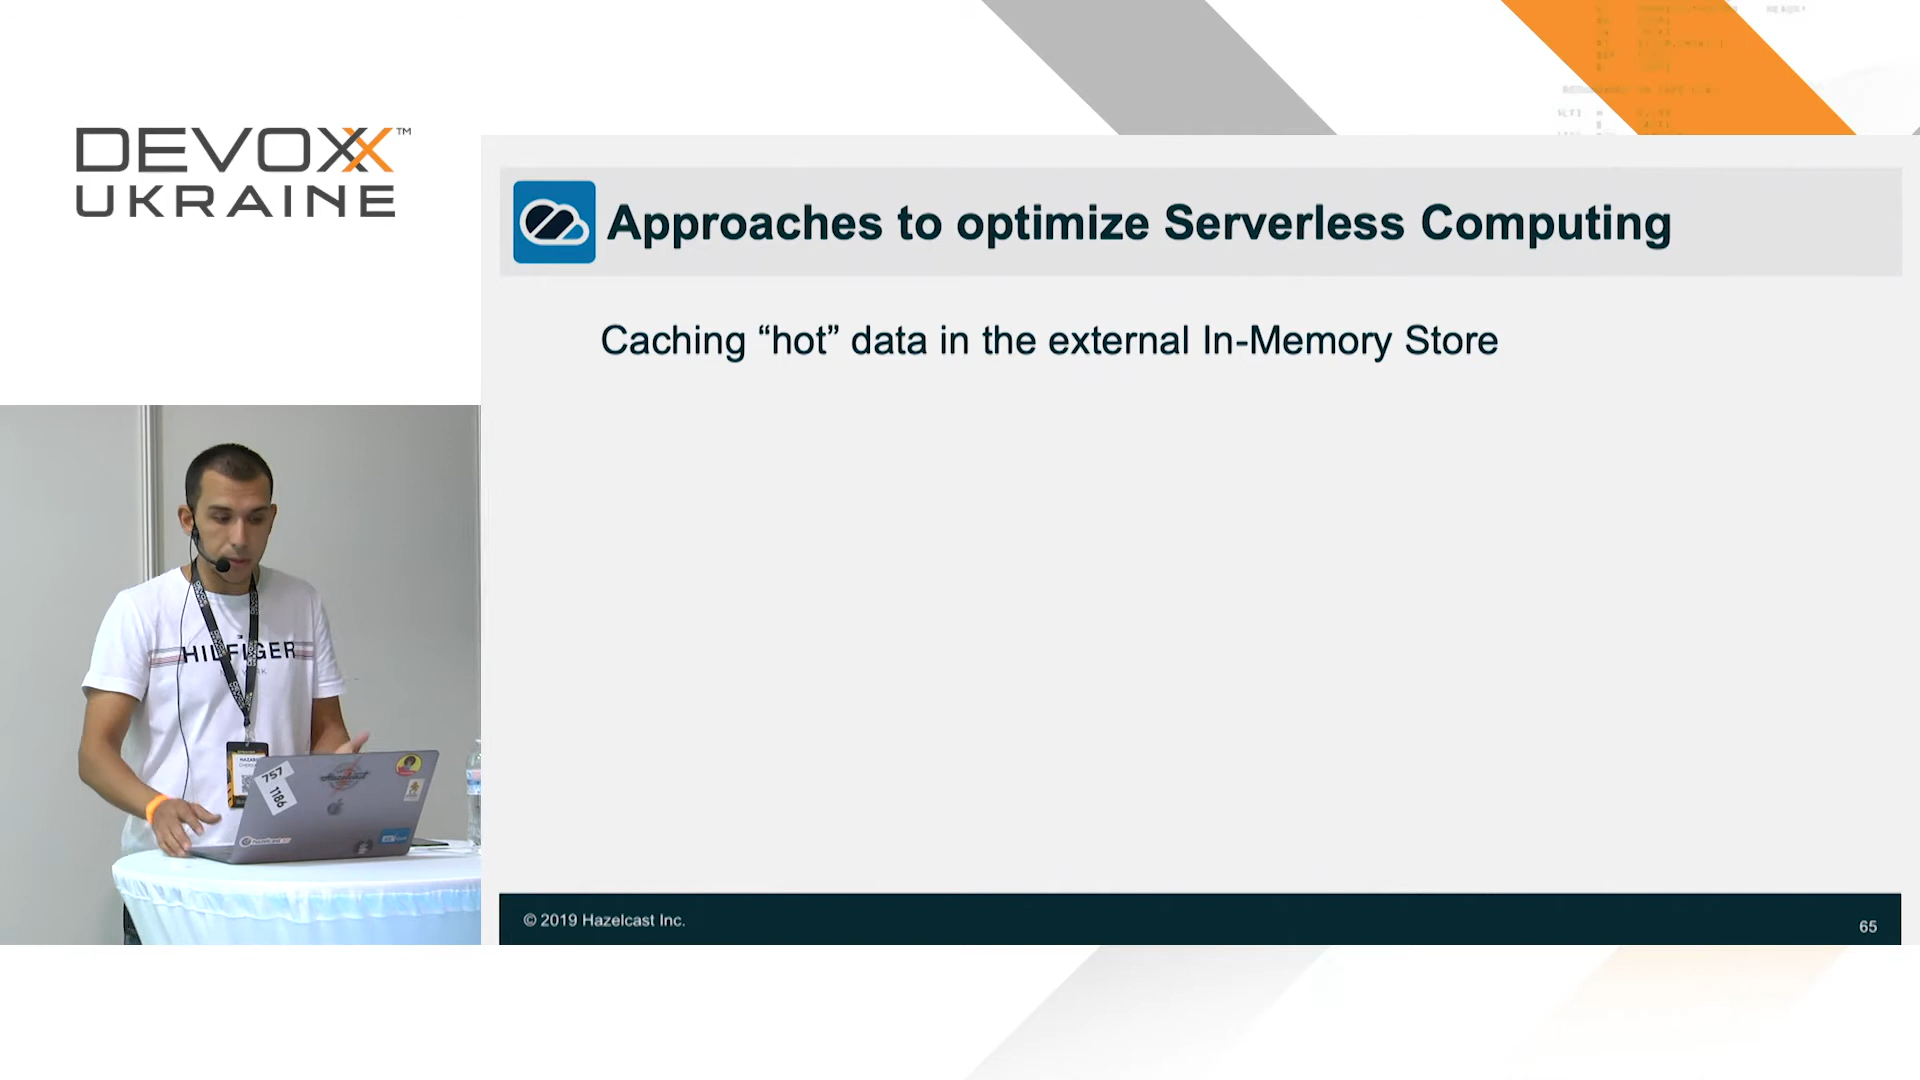 DEVOXX™
UKRAINE
Approaches to optimize Serverless Computing
Caching “hot” data in the external In-Memory Store
HILFIGER
757
1186
Hazelcast
© 2019 Hazelcast Inc.
65